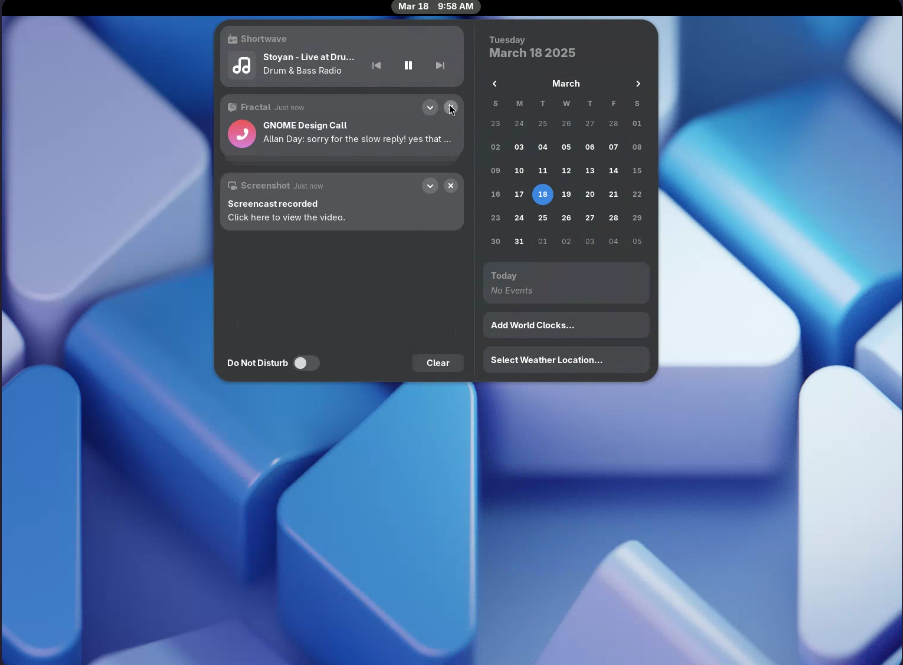 Mar 18 9:58 AM
Shortwave
Stoyan - Live at Dru...
Drum & Bass Radio
Fractal Just now
GNOME Design Call
Allan Day: sorry for the slow reply! yes that ...
Screenshot Just now
Screencast recorded
Click here to view the video.
Do Not Disturb
Clear
Tuesday
March 18 2025
March
S M T W T F S
23 24 25 26 27 28 01
02 03 04 05 06 07 08
09 10 11 12 13 14 15
16 17 18 19 20 21 22
23 24 25 26 27 28 29
30 31 01 02 03 04 05
Today
No Events
Add World Clocks...
Select Weather Location...